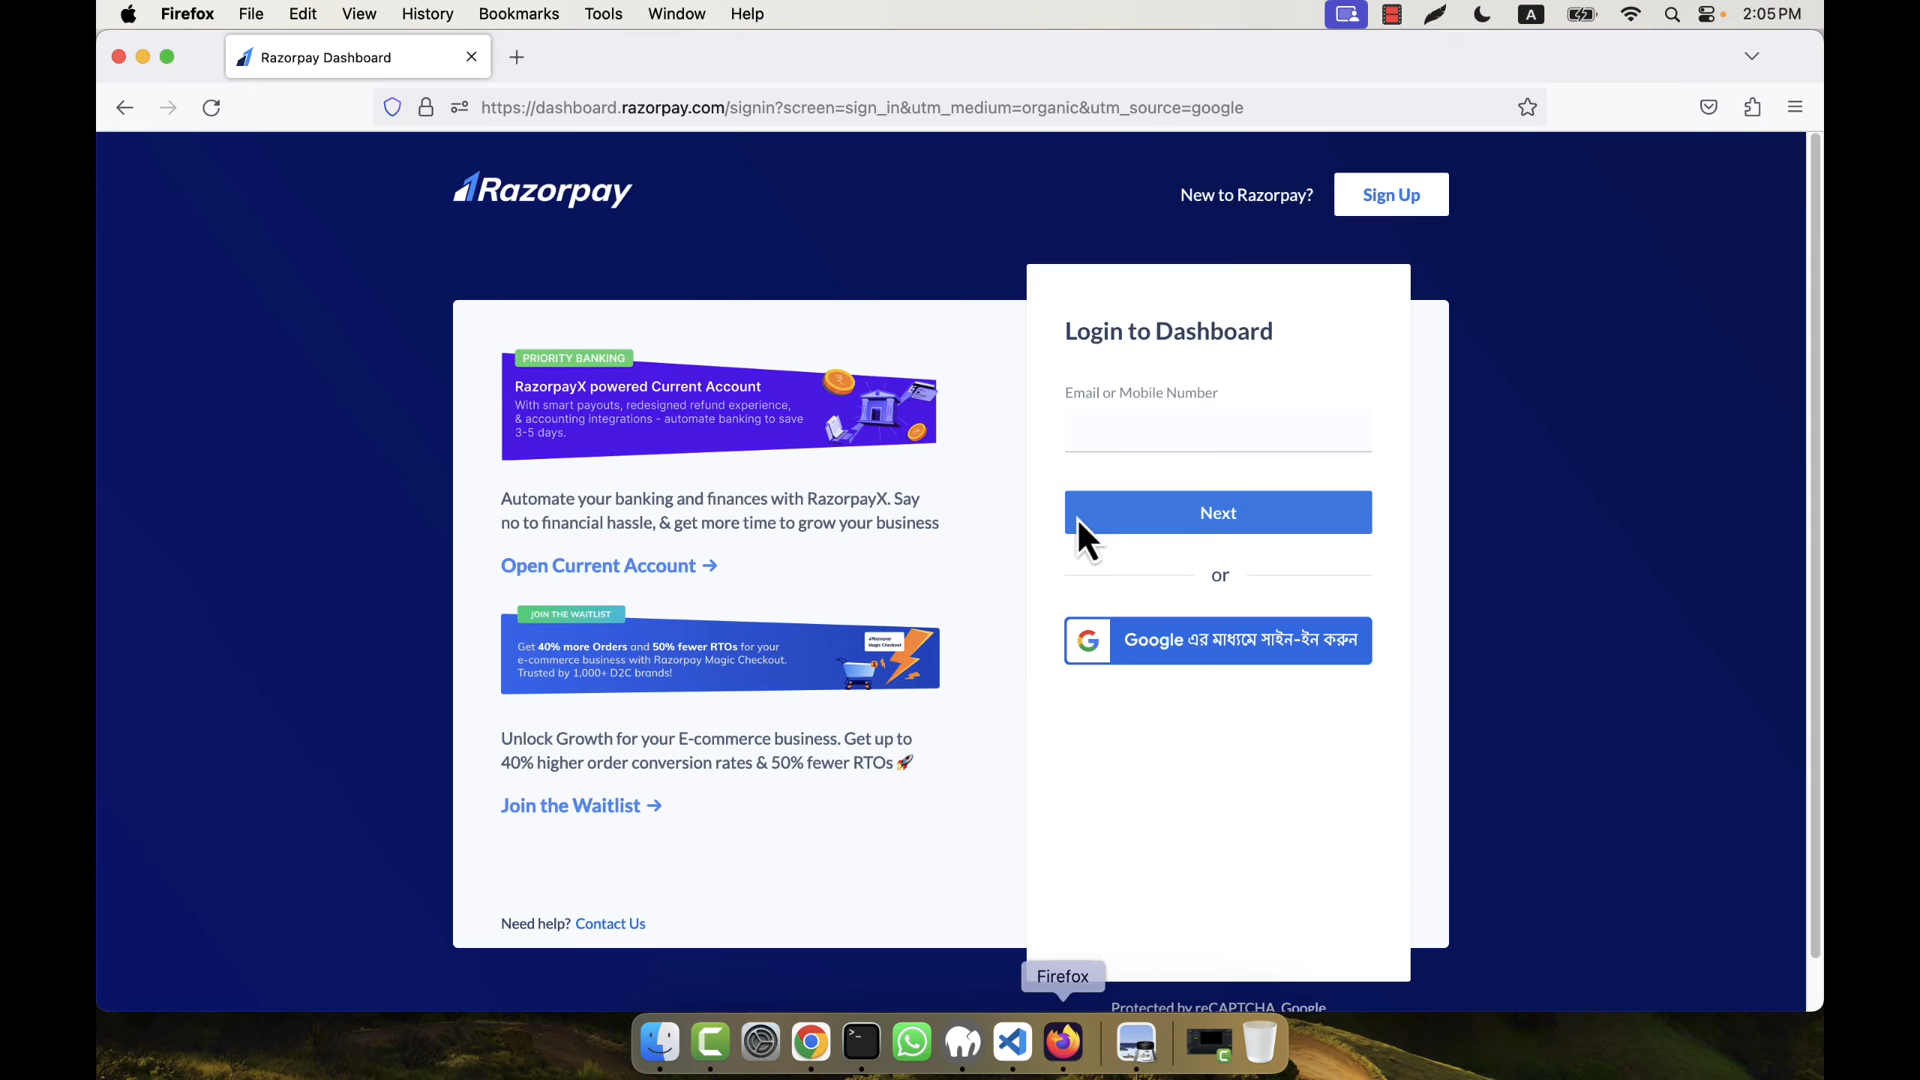 Firefox File Edit View History Bookmarks Tools Window Help
A
2:05 PM
Razorpay Dashboard
https://dashboard.razorpay.com/signin?screen=sign_in&utm_medium=organic&utm_source=google
Razorpay
New to Razorpay?
Sign Up
PRIORITY BANKING
RazorpayX powered Current Account
With smart payouts, redesigned refund experience,
& accounting integrations - automate banking to save
3-5 days.
Automate your banking and finances with RazorpayX. Say
no to financial hassle, & get more time to grow your business
Open Current Account →
JOIN THE WAITLIST
Get 40% more Orders and 50% fewer RTOs for your
e-commerce business with Razorpay Magic Checkout.
Trusted by 1,000+ D2C brands!
Unlock Growth for your E-commerce business. Get up to
40% higher order conversion rates & 50% fewer RTOs 🚀
Join the Waitlist →
Need help? Contact Us
Login to Dashboard
Email or Mobile Number
Next
or
Google এর মাধ্যমে সাইন-ইন করুন
Firefox
Protected by reCAPTCHA. Google